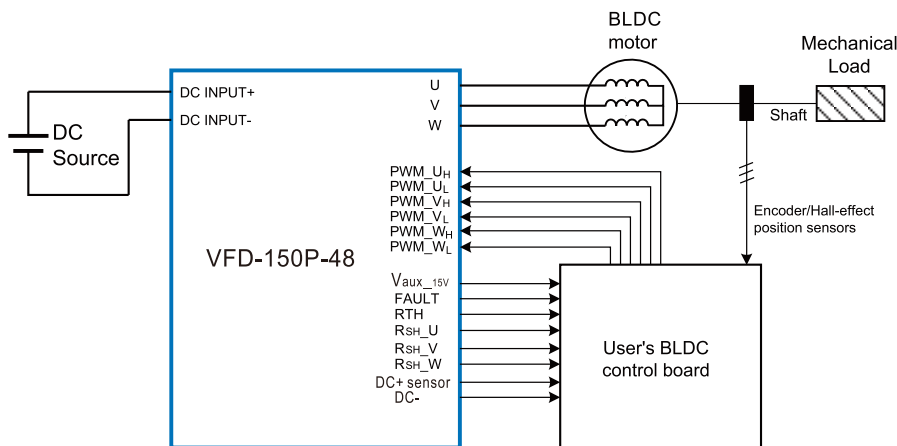 BLDC
motor
Mechanical
Load
DC INPUT+
DC INPUT-
U
V
W
Shaft
DC
Source
PWM_UH
PWM_UL
PWM_VH
PWM_VL
PWM_WH
PWM_WL
Encoder/Hall-effect
position sensors
VFD-150P-48
Vaux_15V
FAULT
RTH
RSH_U
RSH_V
RSH_W
DC+ sensor
DC-
User's BLDC
control board